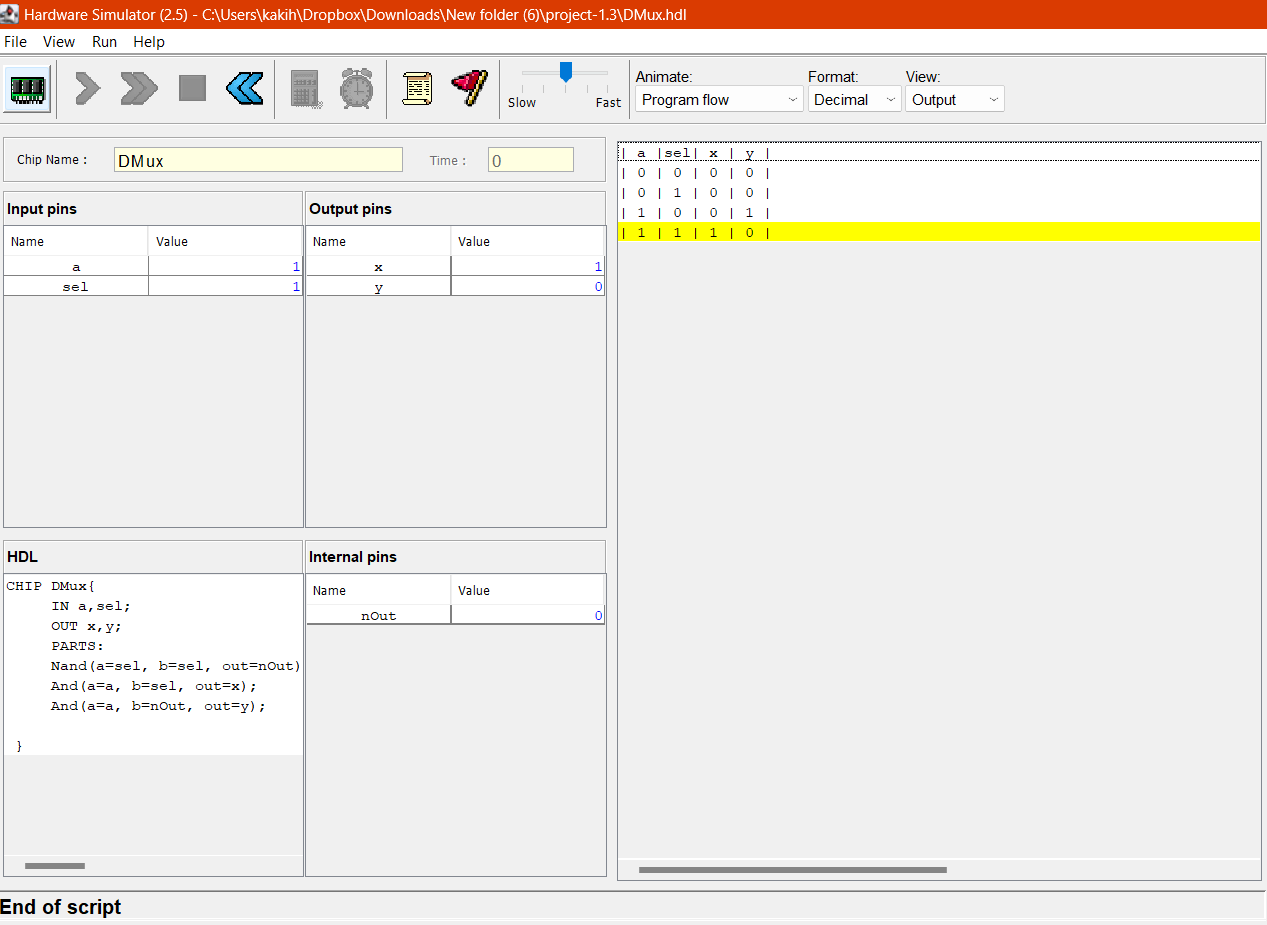 Hardware Simulator (2.5) - C:\Users\kakih\Dropbox\Downloads\New folder (6)\project-1.3\DMux.hdl
File View Run Help
Slow Fast
Animate: Format: View:
Program flow Decimal Output
Chip Name : DMux Time : 0
Input pins
Name Value
a 1
sel 1
Output pins
Name Value
x 1
y 0
HDL
CHIP DMux{
IN a,sel;
OUT x,y;
PARTS:
Nand(a=sel, b=sel, out=nOut)
And(a=a, b=sel, out=x);
And(a=a, b=nOut, out=y);
}
Internal pins
Name Value
nOut 0
| a |sel| x | y |
| 0 | 0 | 0 | 0 |
| 0 | 1 | 0 | 0 |
| 1 | 0 | 0 | 1 |
| 1 | 1 | 1 | 0 |
End of script